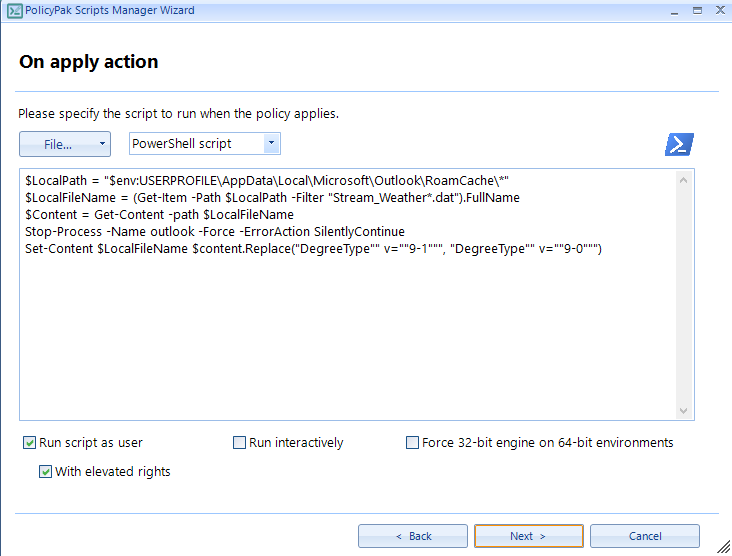 PolicyPak Scripts Manager Wizard
On apply action
Please specify the script to run when the policy applies.
File... PowerShell script
$LocalPath = "$env:USERPROFILE\AppData\Local\Microsoft\Outlook\RoamCache\*"
$LocalFileName = (Get-Item -Path $LocalPath -Filter "Stream_Weather*.dat").FullName
$Content = Get-Content -path $LocalFileName
Stop-Process -Name outlook -Force -ErrorAction SilentlyContinue
Set-Content $LocalFileName $content.Replace("DegreeType"" v=""9-1""", "DegreeType"" v=""9-0""")
Run script as user Run interactively Force 32-bit engine on 64-bit environments
With elevated rights
< Back Next > Cancel